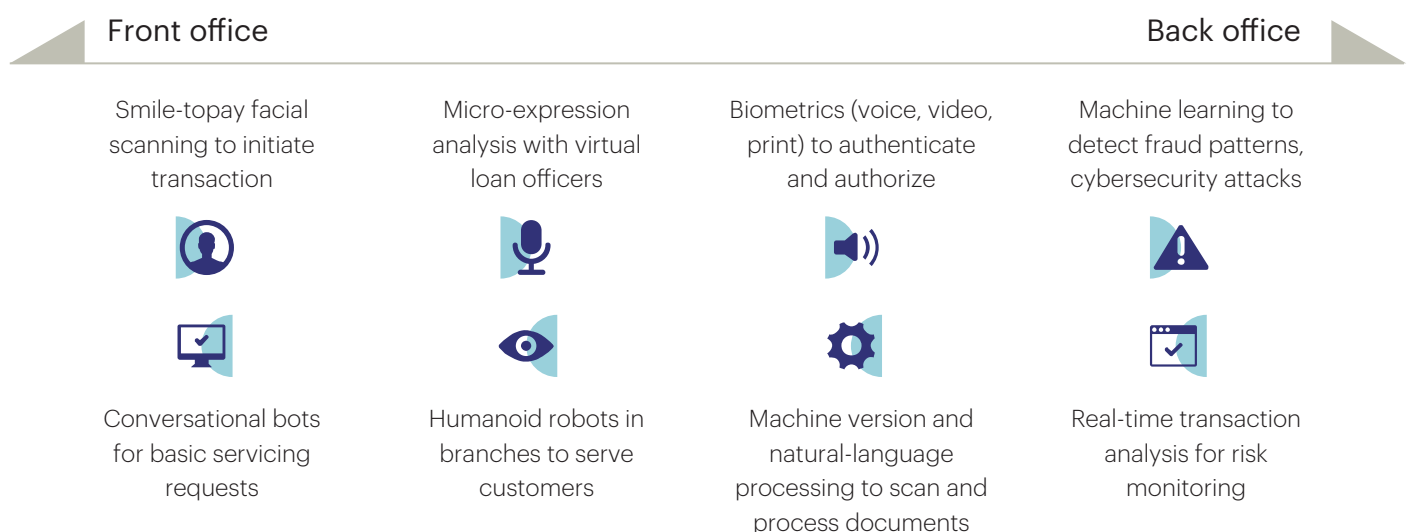 Front office
Back office
Smile-topay facial
scanning to initiate
transaction
Micro-expression
analysis with virtual
loan officers
Biometrics (voice, video,
print) to authenticate
and authorize
Machine learning to
detect fraud patterns,
cybersecurity attacks
Conversational bots
for basic servicing
requests
Humanoid robots in
branches to serve
customers
Machine version and
natural-language
processing to scan and
process documents
Real-time transaction
analysis for risk
monitoring